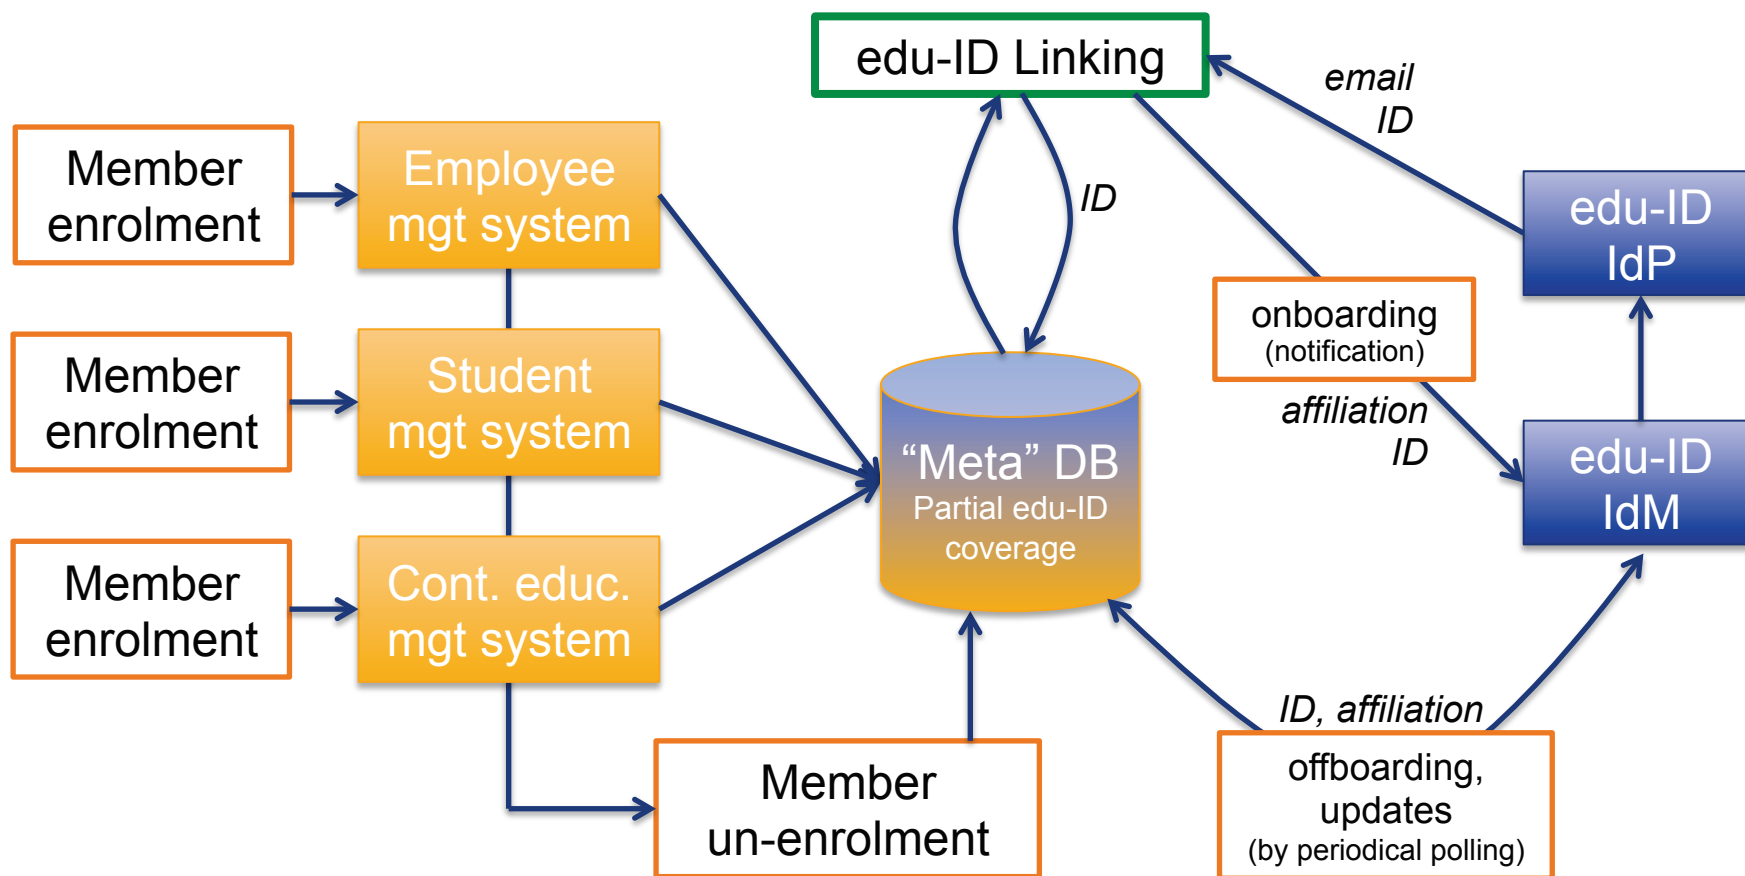 edu-ID Linking
email
ID
Member
enrolment
Employee
mgt system
ID
edu-ID
IdP
onboarding
(notification)
Member
enrolment
Student
mgt system
affiliation
ID
“Meta” DB
Partial edu-ID
coverage
edu-ID
IdM
Member
enrolment
Cont. educ.
mgt system
ID, affiliation
Member
un-enrolment
offboarding,
updates
(by periodical polling)